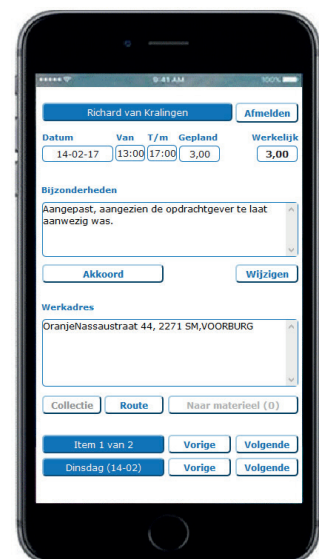 9:41 AM 100%
Richard van Kralingen Afmelden
Datum Van T/m Gepland Werkelijk
14-02-17 13:00 17:00 3,00 3,00
Bijzonderheden
Aangepast, aangezien de opdrachtgever te laat
aanwezig was.
Akkoord Wijzigen
Werkadres
OranjeNassaustraat 44, 2271 SM,VOORBURG
Collectie Route Naar materieel (0)
Item 1 van 2 Vorige Volgende
Dinsdag (14-02) Vorige Volgende